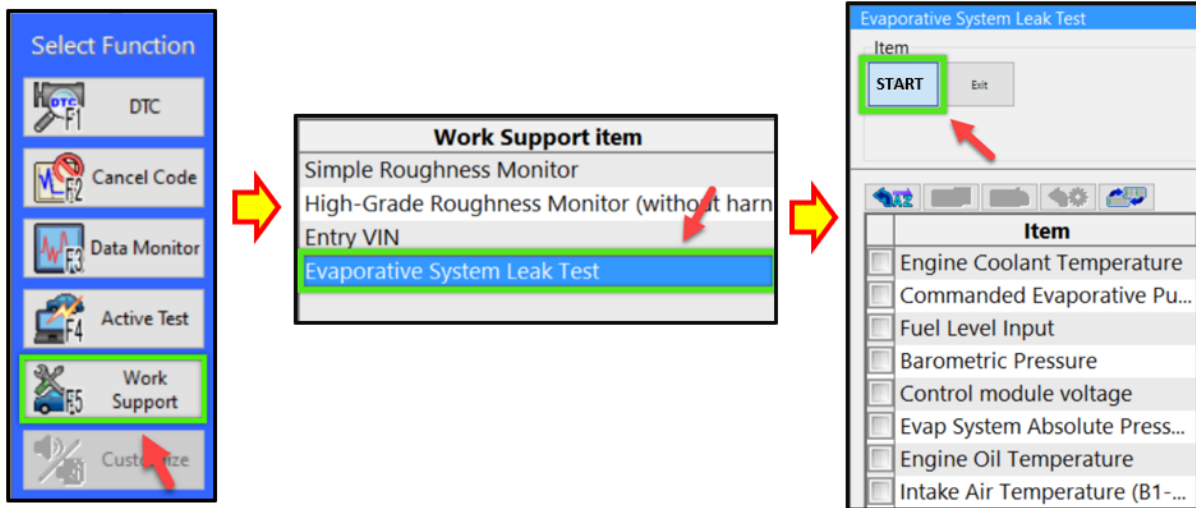 Select Function
DTC
F1
DTC
Cancel Code
F2
Data Monitor
F3
Active Test
F4
Work
Support
F5
Work Support item
Simple Roughness Monitor
High-Grade Roughness Monitor (without harn
Entry VIN
Evaporative System Leak Test
Evaporative System Leak Test
Item
START
Exit
AZ
Item
Engine Coolant Temperature
Commanded Evaporative Pu...
Fuel Level Input
Barometric Pressure
Control module voltage
Evap System Absolute Press...
Engine Oil Temperature
Intake Air Temperature (B1-...